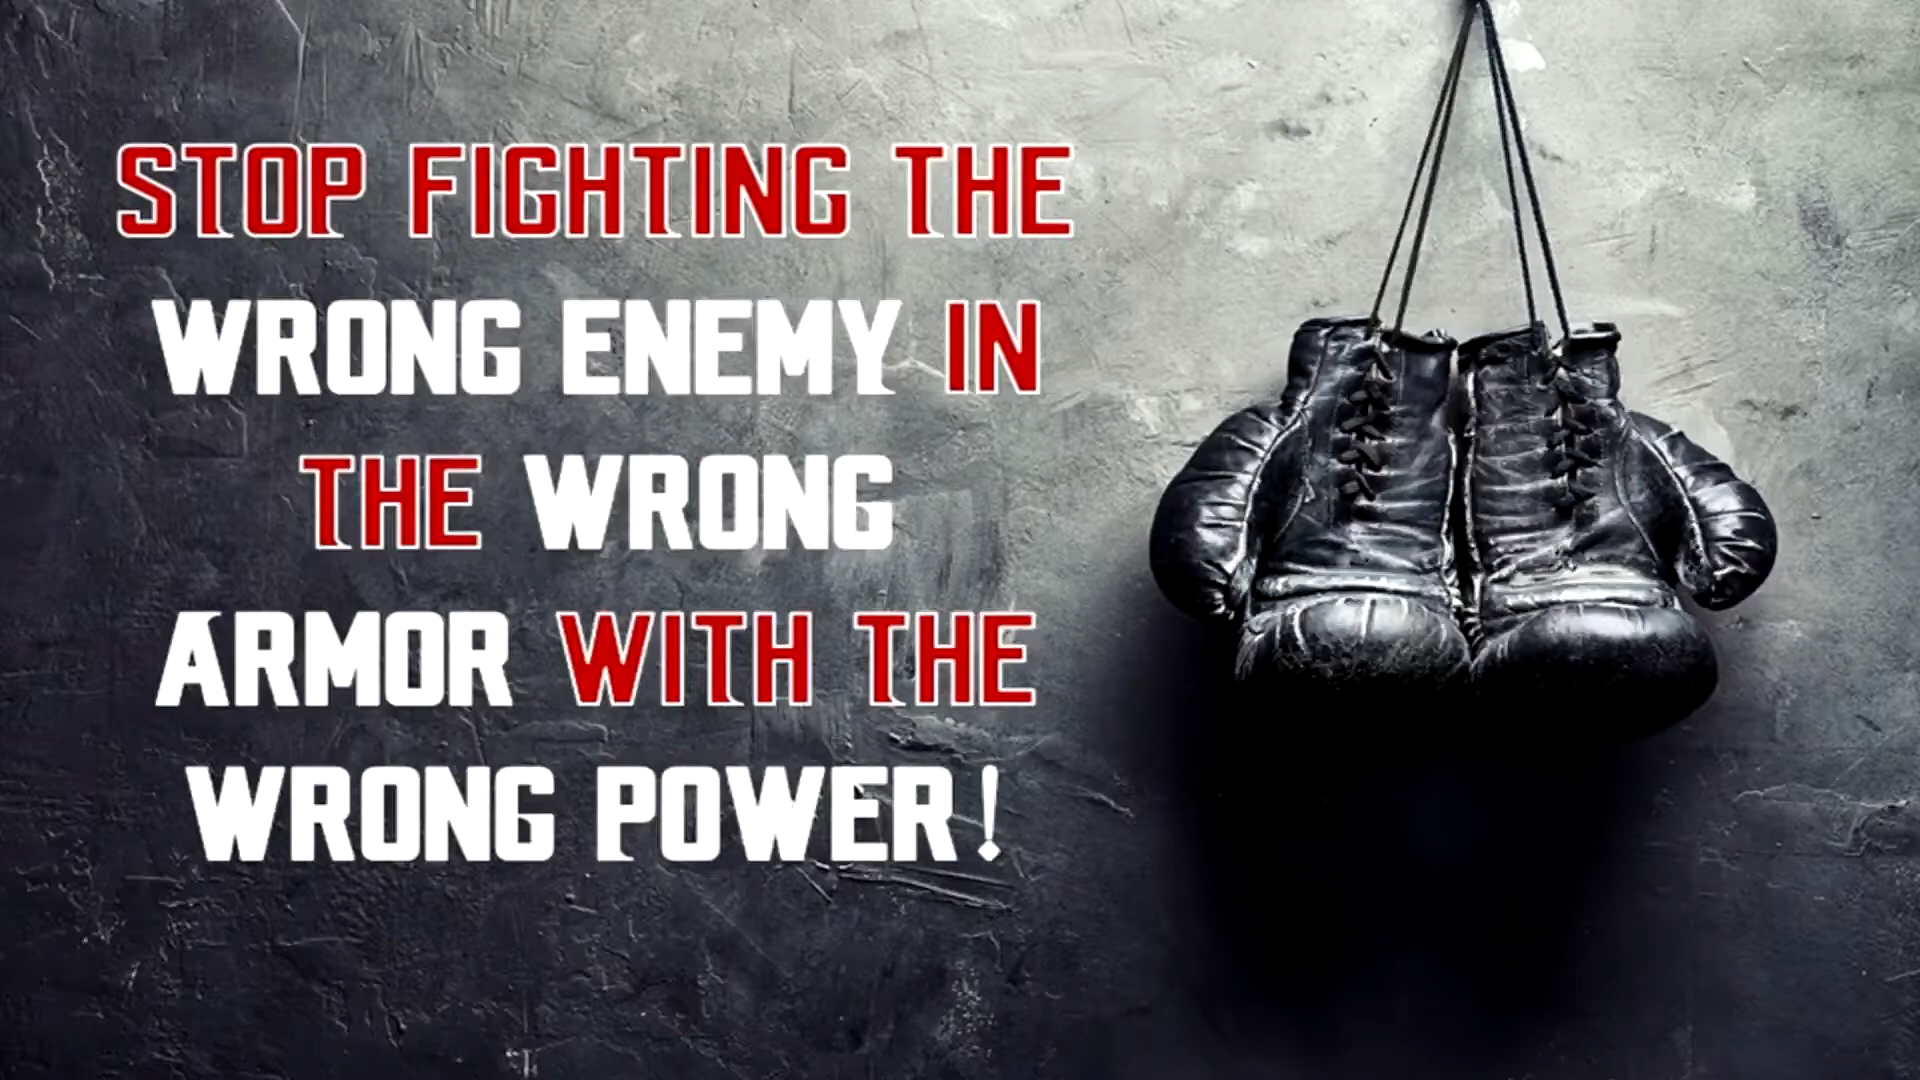 STOP FIGHTING THE
WRONG ENEMY IN
THE WRONG
ARMOR WITH THE
WRONG POWER!